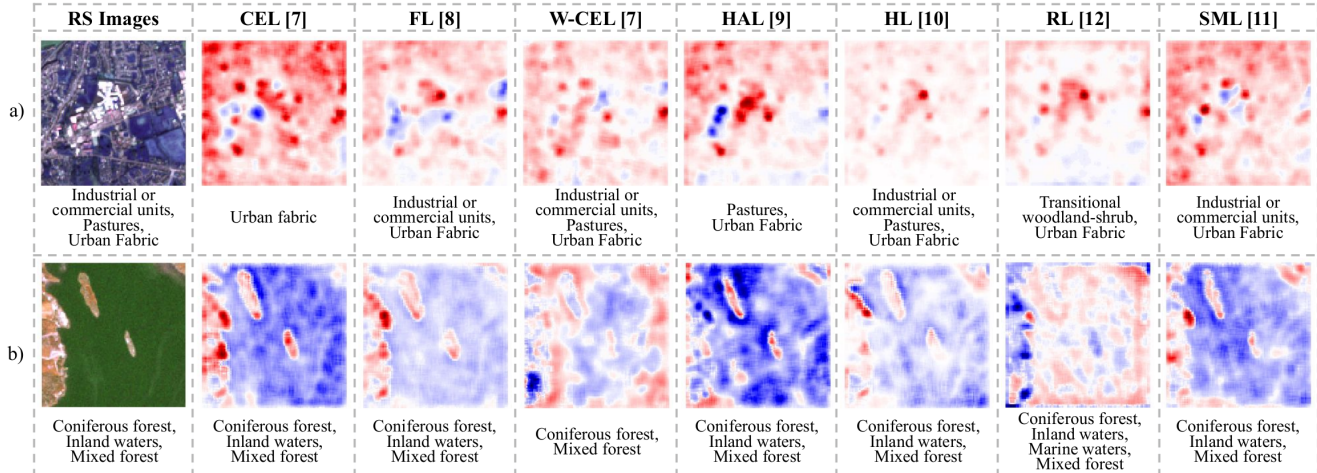 RS Images CEL [7] FL [8] W-CEL [7] HAL [9] HL [10] RL [12] SML [11]
a)
Industrial or
commercial units,
Pastures,
Urban Fabric
Urban fabric
Industrial or
commercial units,
Urban Fabric
Industrial or
commercial units,
Pastures,
Urban Fabric
Pastures,
Urban Fabric
Industrial or
commercial units,
Pastures,
Urban Fabric
Transitional
woodland-shrub,
Urban Fabric
Industrial or
commercial units,
Urban Fabric
b)
Coniferous forest,
Inland waters,
Mixed forest
Coniferous forest,
Inland waters,
Mixed forest
Coniferous forest,
Inland waters,
Mixed forest
Coniferous forest,
Mixed forest
Coniferous forest,
Inland waters,
Mixed forest
Coniferous forest,
Inland waters,
Mixed forest
Coniferous forest,
Inland waters,
Marine waters,
Mixed forest
Coniferous forest,
Inland waters,
Mixed forest